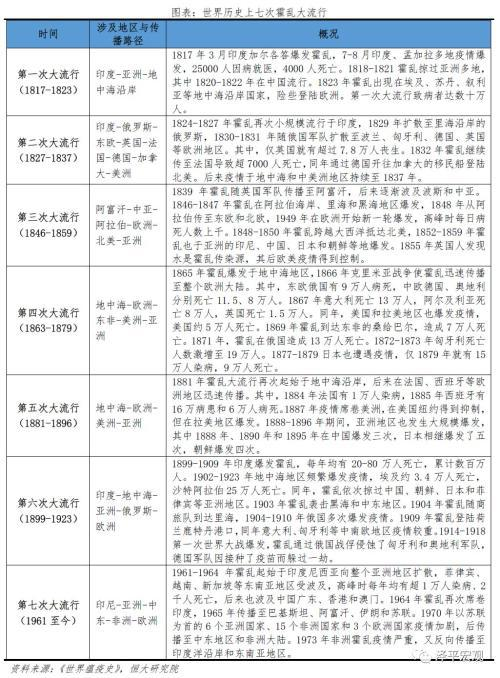 图表：世界历史上七次霍乱大流行
时间
涉及地区与传
播路径
概况
第一次大流行
（1817-1823）
印度-亚洲-地
中海沿岸
1817 年 3 月印度加尔各答爆发霍乱，7-8 月印度、孟加拉多地疫情爆
发，25000 人因病就医，4000 人死亡。1818-1821 霍乱掠过亚洲多地，
其中 1820-1822 在中国流行。1823 年霍乱出现在埃及、苏丹、叙利
亚等地中海沿岸国家，险些登陆欧洲。第一次大流行致病者过数十万
人。
第二次大流行
（1827-1837）
印度-俄罗斯-
东欧-英国-法
国-德国-加拿
大-美洲
1824-1827 年霍乱再次小规模流行于印度，1829 年扩散至里海沿岸的
俄罗斯，1830-1831 年随俄国军队扩散至波兰、匈牙利、德国、英国
等欧洲地区。其中，仅英国就有超过 7.8 万人丧生。1832 年霍乱继续
传至法国导致超 7000 人死亡，同年通过德国开往加拿大的移民船登陆
北美。后来疫情于地中海和中美洲地区持续至 1837 年。
第三次大流行
（1846-1859）
阿富汗-中亚-
阿拉伯-欧洲-
北美-亚洲
1839 年霍乱随英国军队传播至阿富汗，后来逐渐波及波斯和中亚。
1846-1847 年霍乱在阿拉伯海岸、里海和黑海地区爆发，1848 年从阿
拉伯传至东欧和北欧，1949 年在欧洲开始新一轮爆发，高峰时每日病
死人数上千。1848-1850 年霍乱跨越大西洋抵达北美，1852-1859 年霍
乱也于亚洲的印尼、中国、日本和朝鲜等地爆发。1855 年英国人发现
水是霍乱传染源，其后欧美疫情得到控制。
第四次大流行
（1863-1879）
地中海-欧洲-
东非-美洲-亚
洲
1865 年霍乱爆发于地中海地区，1866 年克里米亚战争使霍乱迅速传播
至整个欧洲大陆。其中，东欧俄国有 9 万人病死，中欧德国、奥地利
分别死亡 11.5、8 万人。1867 年意大利死亡 13 万人，阿尔及利亚死
亡 8 万人，英国死亡 1.5 万人。同年，美国和拉美地区也爆发疫情，
美国约 5 万人死亡。1869 年霍乱到达东非的桑给巴尔，造成 7 万人死
亡。1871 年，霍乱在俄国造成 13 万人死亡。1872-1873 年匈牙利死亡
人数激增至 19 万人。1877-1879 日本也遭遇疫情，仅 1879 年就有 15
万人染病，9 万人死亡。
第五次大流行
（1881-1896）
地中海-欧洲-
美洲-亚洲
1881 年霍乱大流行再次起始于地中海沿岸，后来在法国、西班牙等欧
洲地区迅速传播。其中，1884 年法国有 1 万人染病，1885 年西班牙有
16 万病患和 6 万人病死。1887 年疫情席卷美洲，在美国纽约得到抑制，
但在拉美地区爆发。1888-1896 年期间，亚洲地区也发生大规模爆发，
其中 1888 年、1890 年和 1895 年在中国爆发三次，日本相继爆发了五
次，朝鲜爆发四次。
第六次大流行
（1899-1923）
印度-地中海-
亚洲-俄罗斯-
欧洲
1899-1909 年印度爆发霍乱，每年均有 20-80 万人死亡，累计数百万
人。1902-1923 年地中海地区频繁爆发疫情，埃及约 3.4 万人死亡，
沙特阿拉伯 25 万人死亡。同年，霍乱依次掠过中国、朝鲜、日本和菲
律宾等亚洲地区。1903 年霍乱袭击黑海和中东地区。1904 年霍乱随商
旅队到达里海，1904-1910 年俄国多次爆发疫情。1909 年霍乱登陆荷
兰鹿特丹港口，同年意大利、匈牙利等中南欧地区疫情较重。1914-1918
第一次世界大战爆发，霍乱通过俄国战俘侵蚀了匈牙利和奥地利军队，
德国军队因接种了疫苗而躲过一劫。
第七次大流行
（1961 至今）
印尼-亚洲-中
东-非洲-欧洲
1961-1964 年霍乱起始于印度尼西亚向整个亚洲地区扩散，菲律宾、
越南、新加坡等东南亚地区受波及，高峰时每年均有超 1 万人染病、2
千人死亡。后来也波及中国广东、香港和澳门。1964 年霍乱再次席卷
印度，1965 年传播至巴基斯坦、阿富汗、伊朗和苏联。1970 年以苏联
为首的 6 个亚洲国家、15 个非洲国家和 3 个欧洲国家疫情加剧，后传
播至中东地区和非洲大陆。1973 年非洲霍乱疫情严重，又反向传播至
印度洋沿岸和东南亚地区。
资料来源：《世界瘟疫史》，恒大研究院
泽平宏观